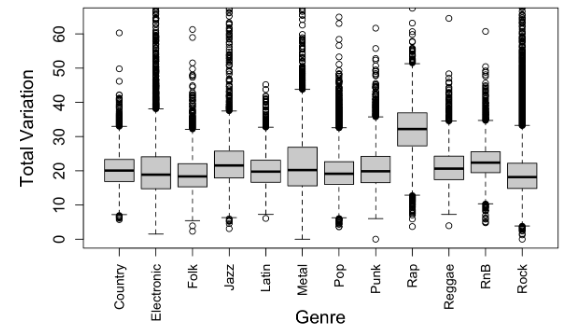 Total Variation
60
50
40
30
20
10
0
Country
Electronic
Folk
Jazz
Latin
Metal
Pop
Punk
Rap
Reggae
RnB
Rock
Genre